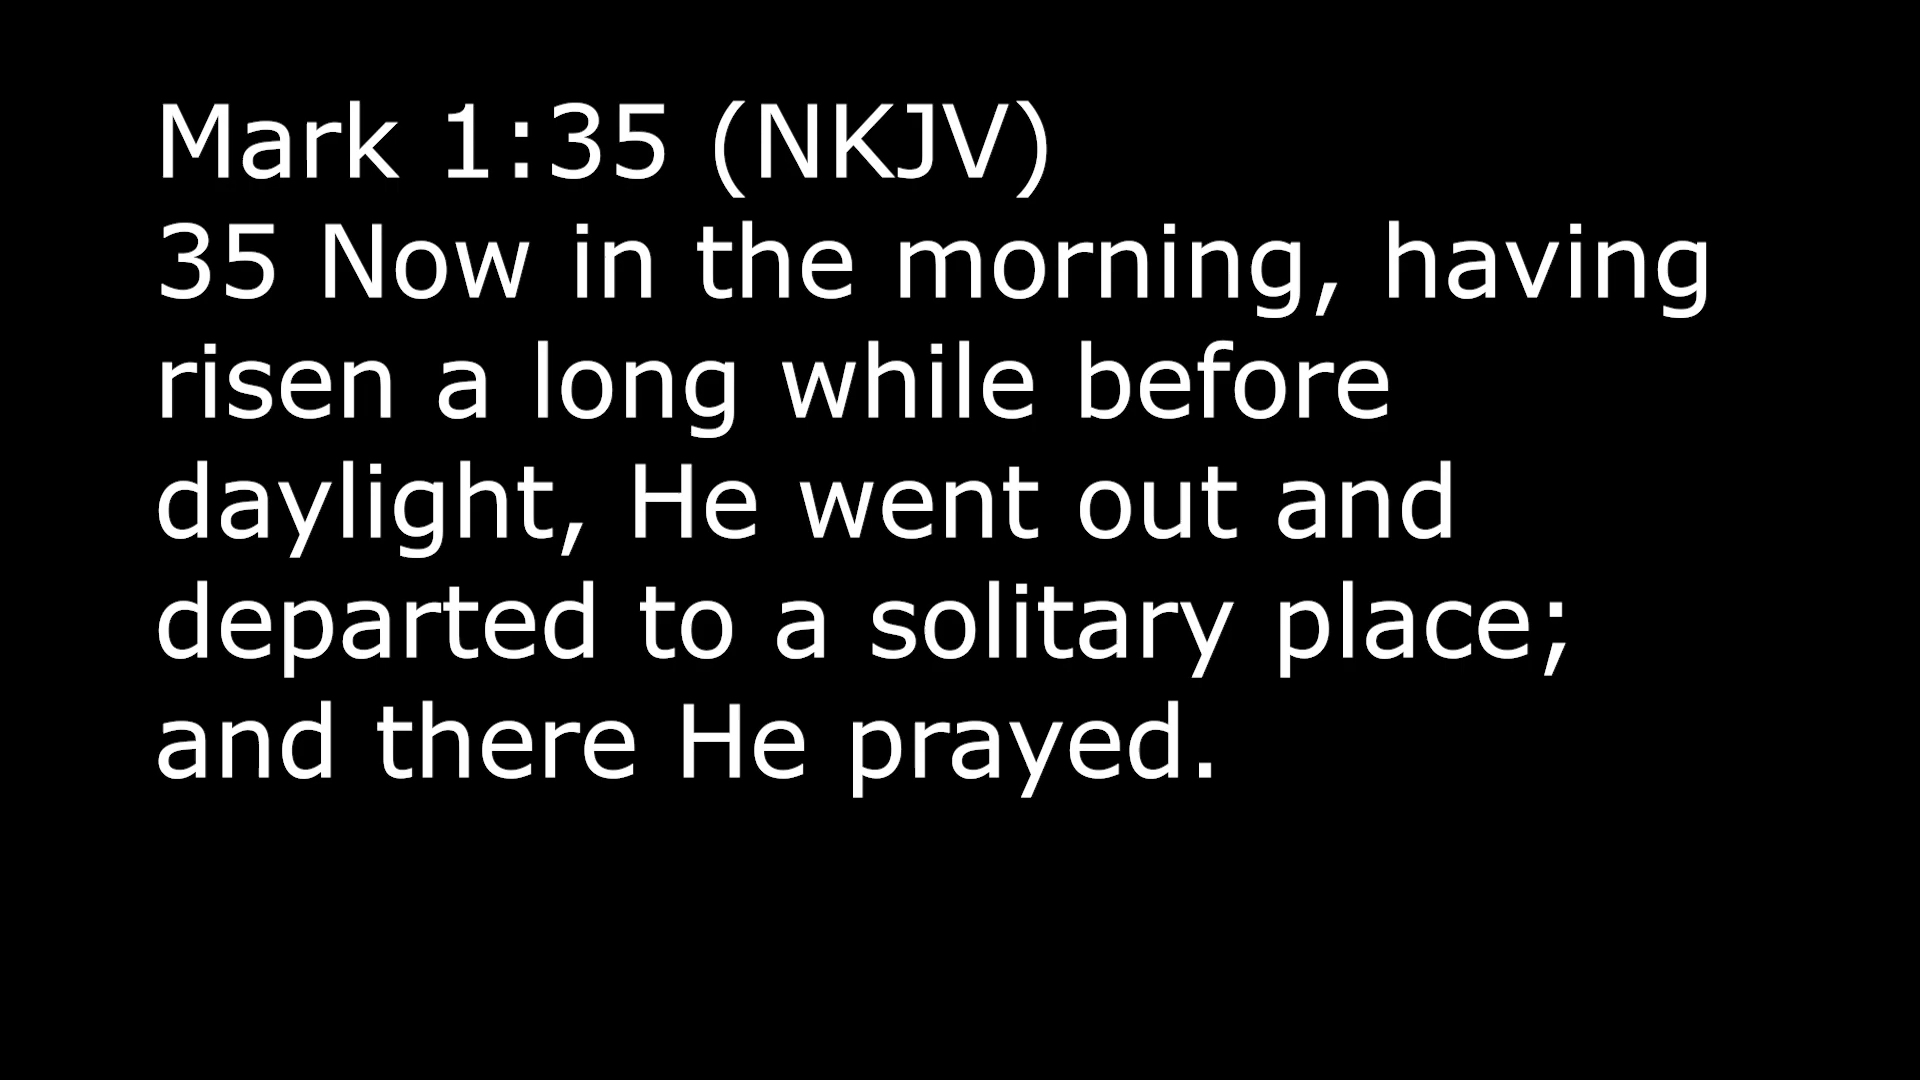 Mark 1:35 (NKJV)
35 Now in the morning, having
risen a long while before
daylight, He went out and
departed to a solitary place;
and there He prayed.